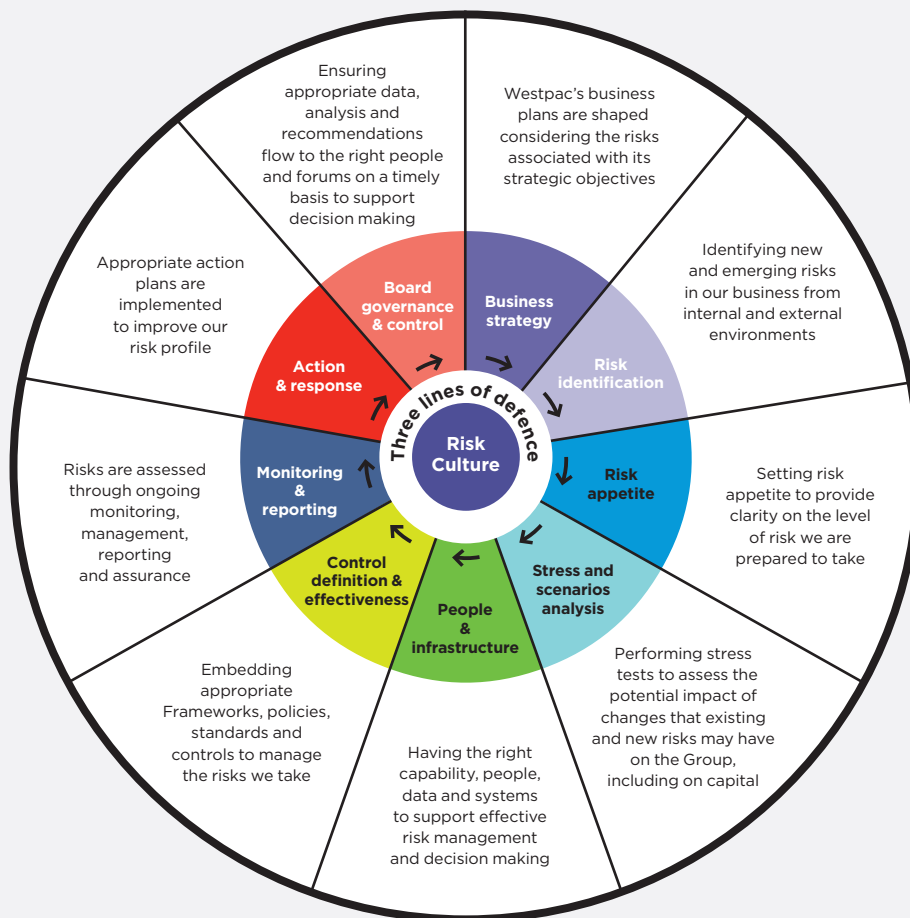 Ensuring
appropriate data,
analysis and
recommendations
flow to the right people
and forums on a timely
basis to support
decision making
Westpac's business
plans are shaped
considering the risks
associated with its
strategic objectives
Identifying new
and emerging risks
in our business from
internal and external
environments
Setting risk
appetite to provide
clarity on the level
of risk we are
prepared to take
Performing stress
tests to assess the
potential impact of
changes that existing
and new risks may have
on the Group,
including on capital
Having the right
capability, people,
data and systems
to support effective
risk management
and decision making
Embedding
appropriate
Frameworks, policies,
standards and
controls to manage
the risks we take
Risks are assessed
through ongoing
monitoring,
management,
reporting
and assurance
Appropriate action
plans are
implemented
to improve our
risk profile
Board
governance
& control
Business
strategy
Risk
identification
Risk
appetite
Stress and
scenarios
analysis
People
&
infrastructure
Control
definition &
effectiveness
Monitoring
&
reporting
Action
& response
Three lines of defence
Risk
Culture